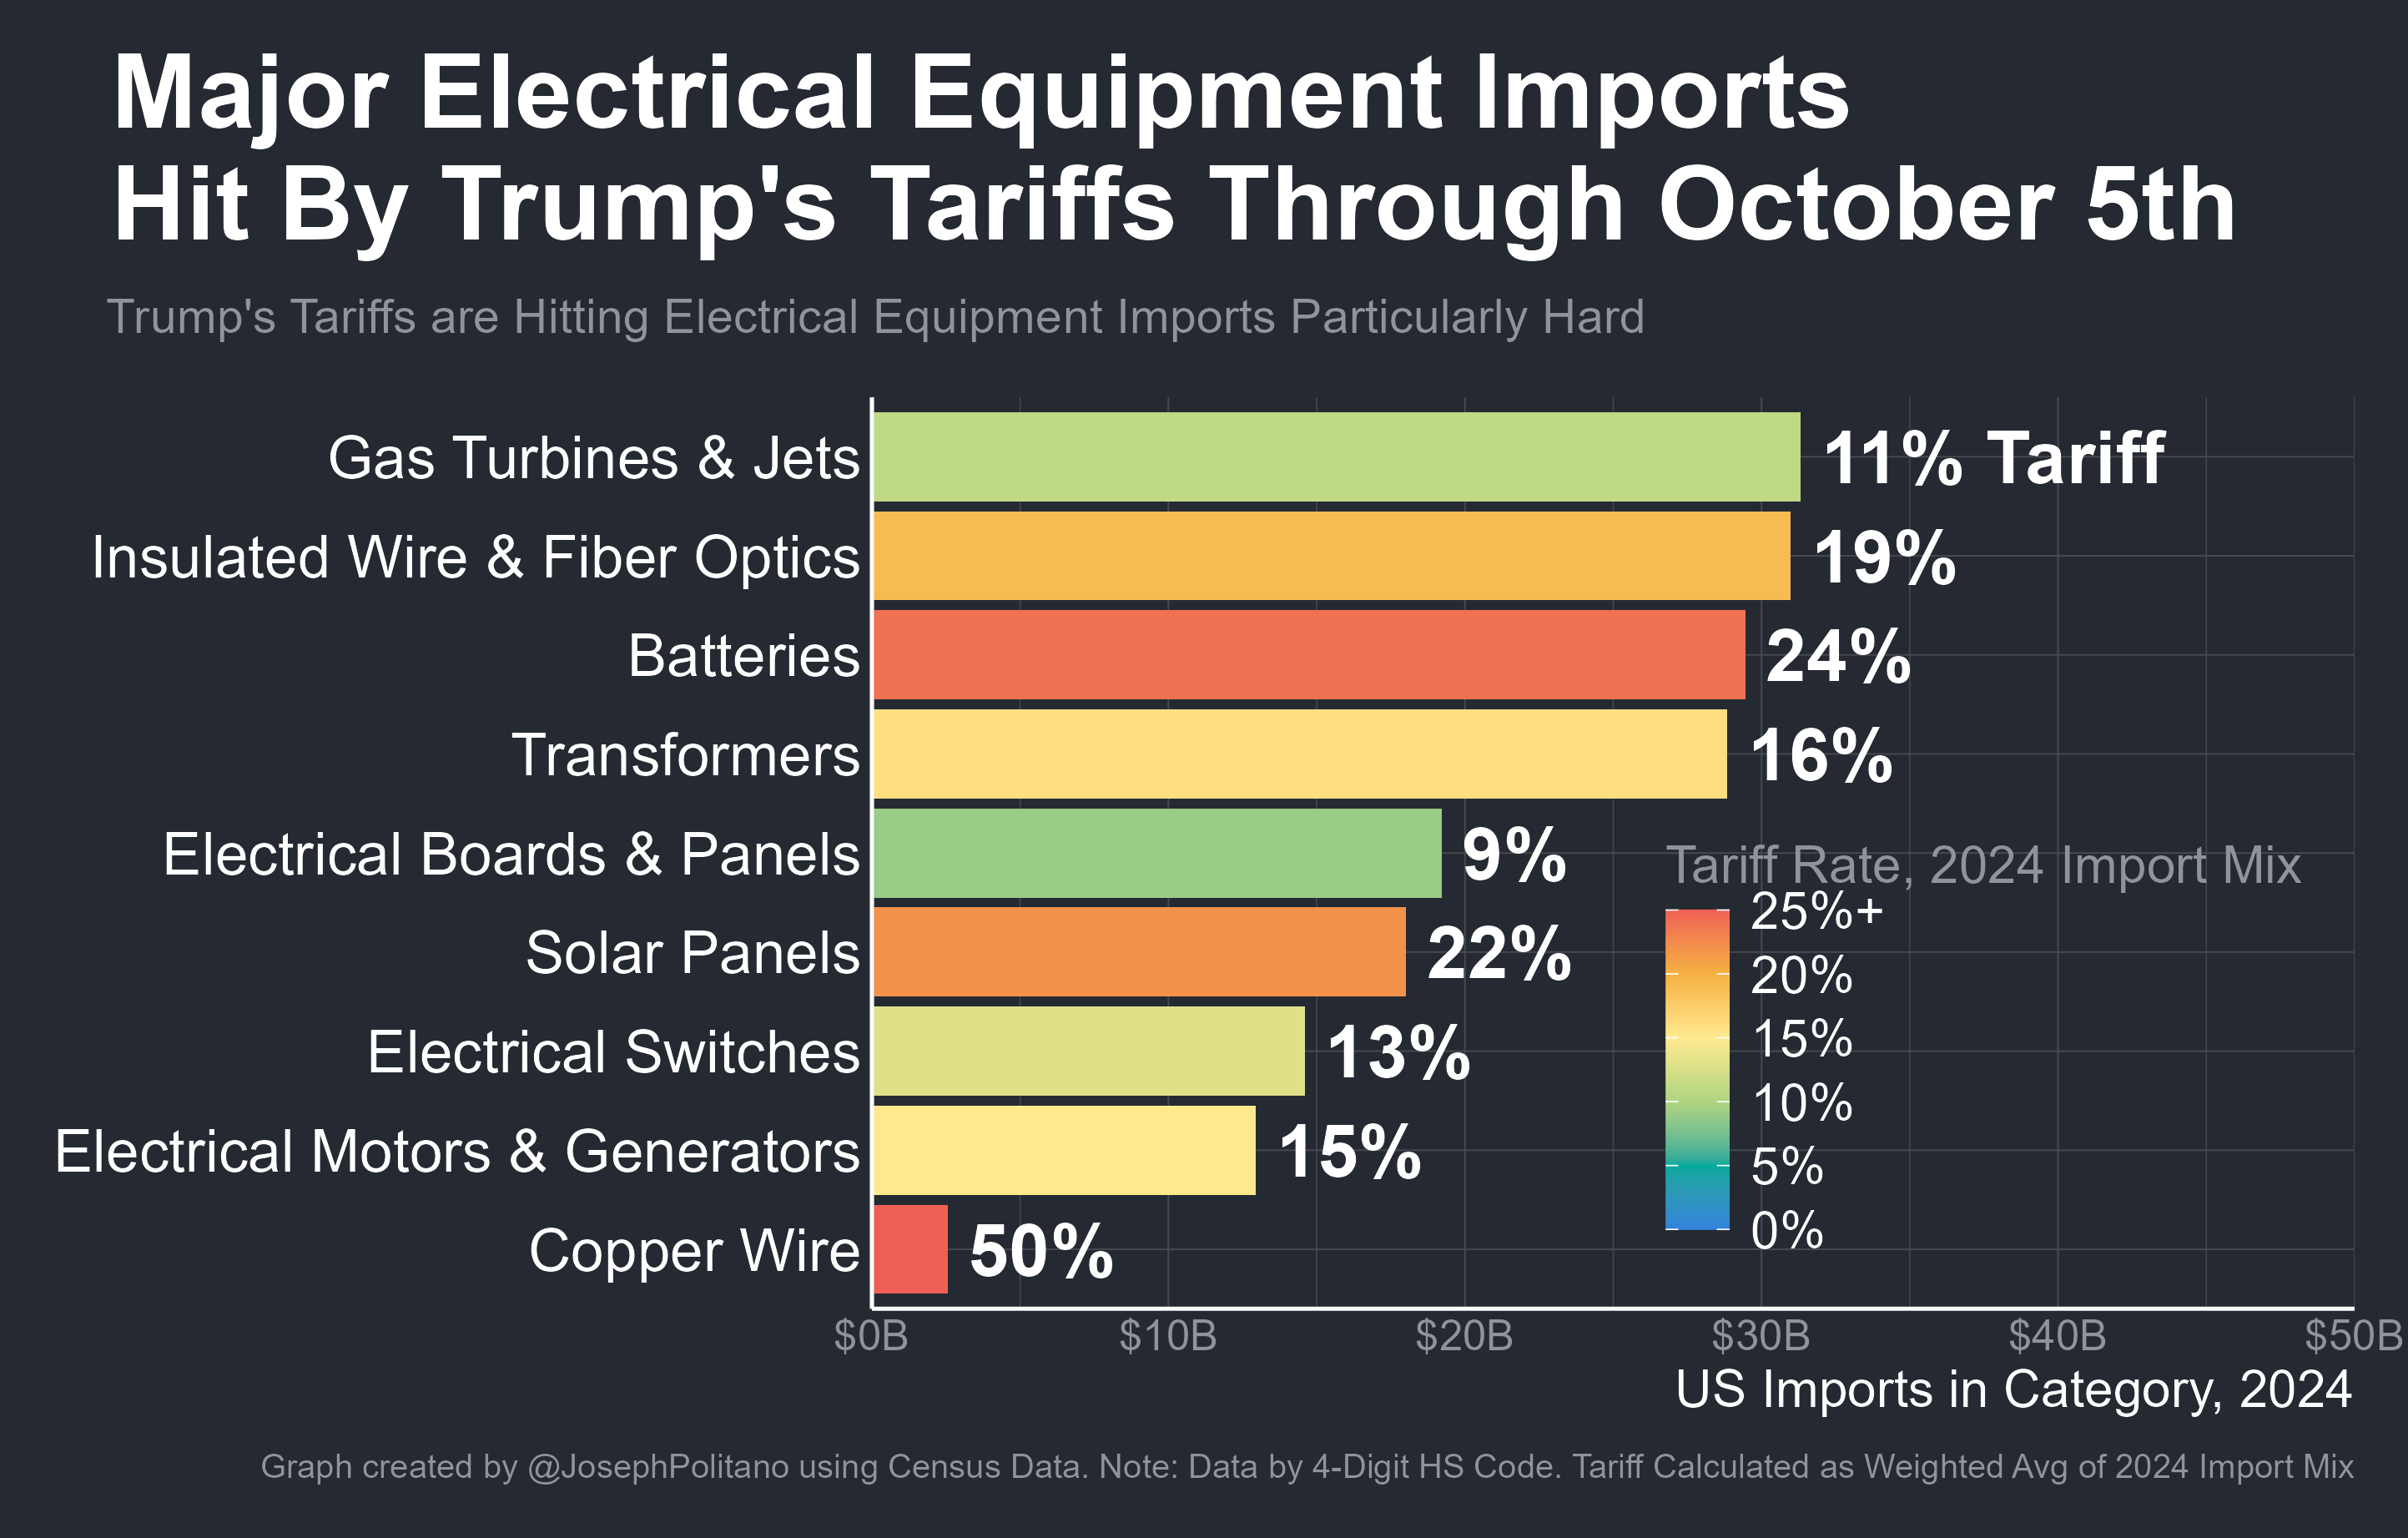 Major Electrical Equipment Imports
Hit By Trump's Tariffs Through October 5th
Trump's Tariffs are Hitting Electrical Equipment Imports Particularly Hard
Gas Turbines & Jets
11% Tariff
Insulated Wire & Fiber Optics
19%
Batteries
24%
Transformers
16%
Electrical Boards & Panels
9%
Solar Panels
22%
Electrical Switches
13%
Electrical Motors & Generators
15%
Copper Wire
50%
Tariff Rate, 2024 Import Mix
25%+
20%
15%
10%
5%
0%
$0B $10B $20B $30B $40B $50B
US Imports in Category, 2024
Graph created by @JosephPolitano using Census Data. Note: Data by 4-Digit HS Code. Tariff Calculated as Weighted Avg of 2024 Import Mix